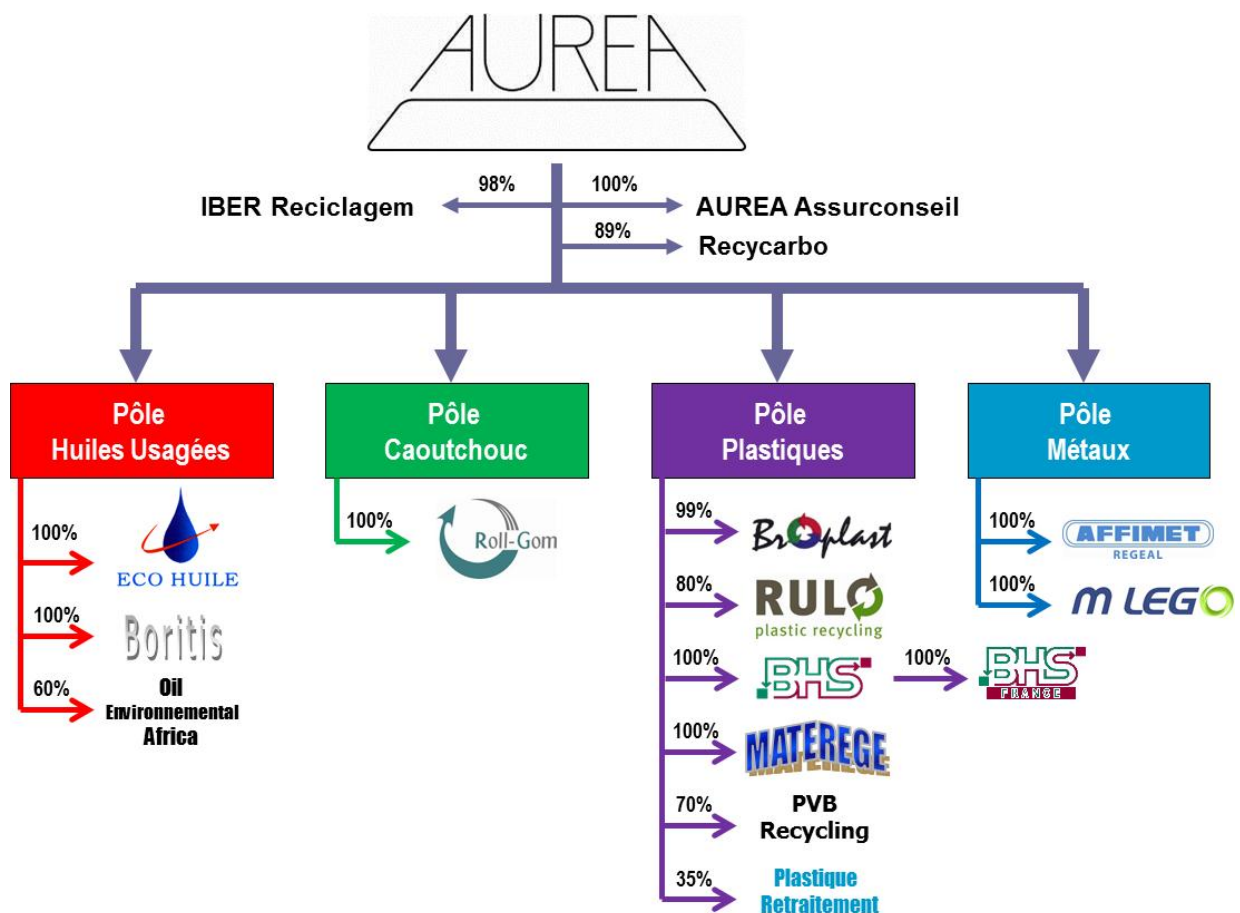 AUREA
98%
100%
IBER Reciclagem
AUREA Assurconseil
89%
Recycarbo
Pôle
Huiles Usagées
Pôle
Caoutchouc
Pôle
Plastiques
Pôle
Métaux
100%
ECO HUILE
100%
Boritis
60%
Oil
Environnemental
Africa
100%
Roll-Gom
99%
Broplast
80%
RULO
plastic recycling
100%
BHS
100%
BHS
FRANCE
100%
MATEREGE
70%
PVB
Recycling
35%
Plastique
Retraitement
100%
AFFIMET
REGEAL
100%
M LEGO